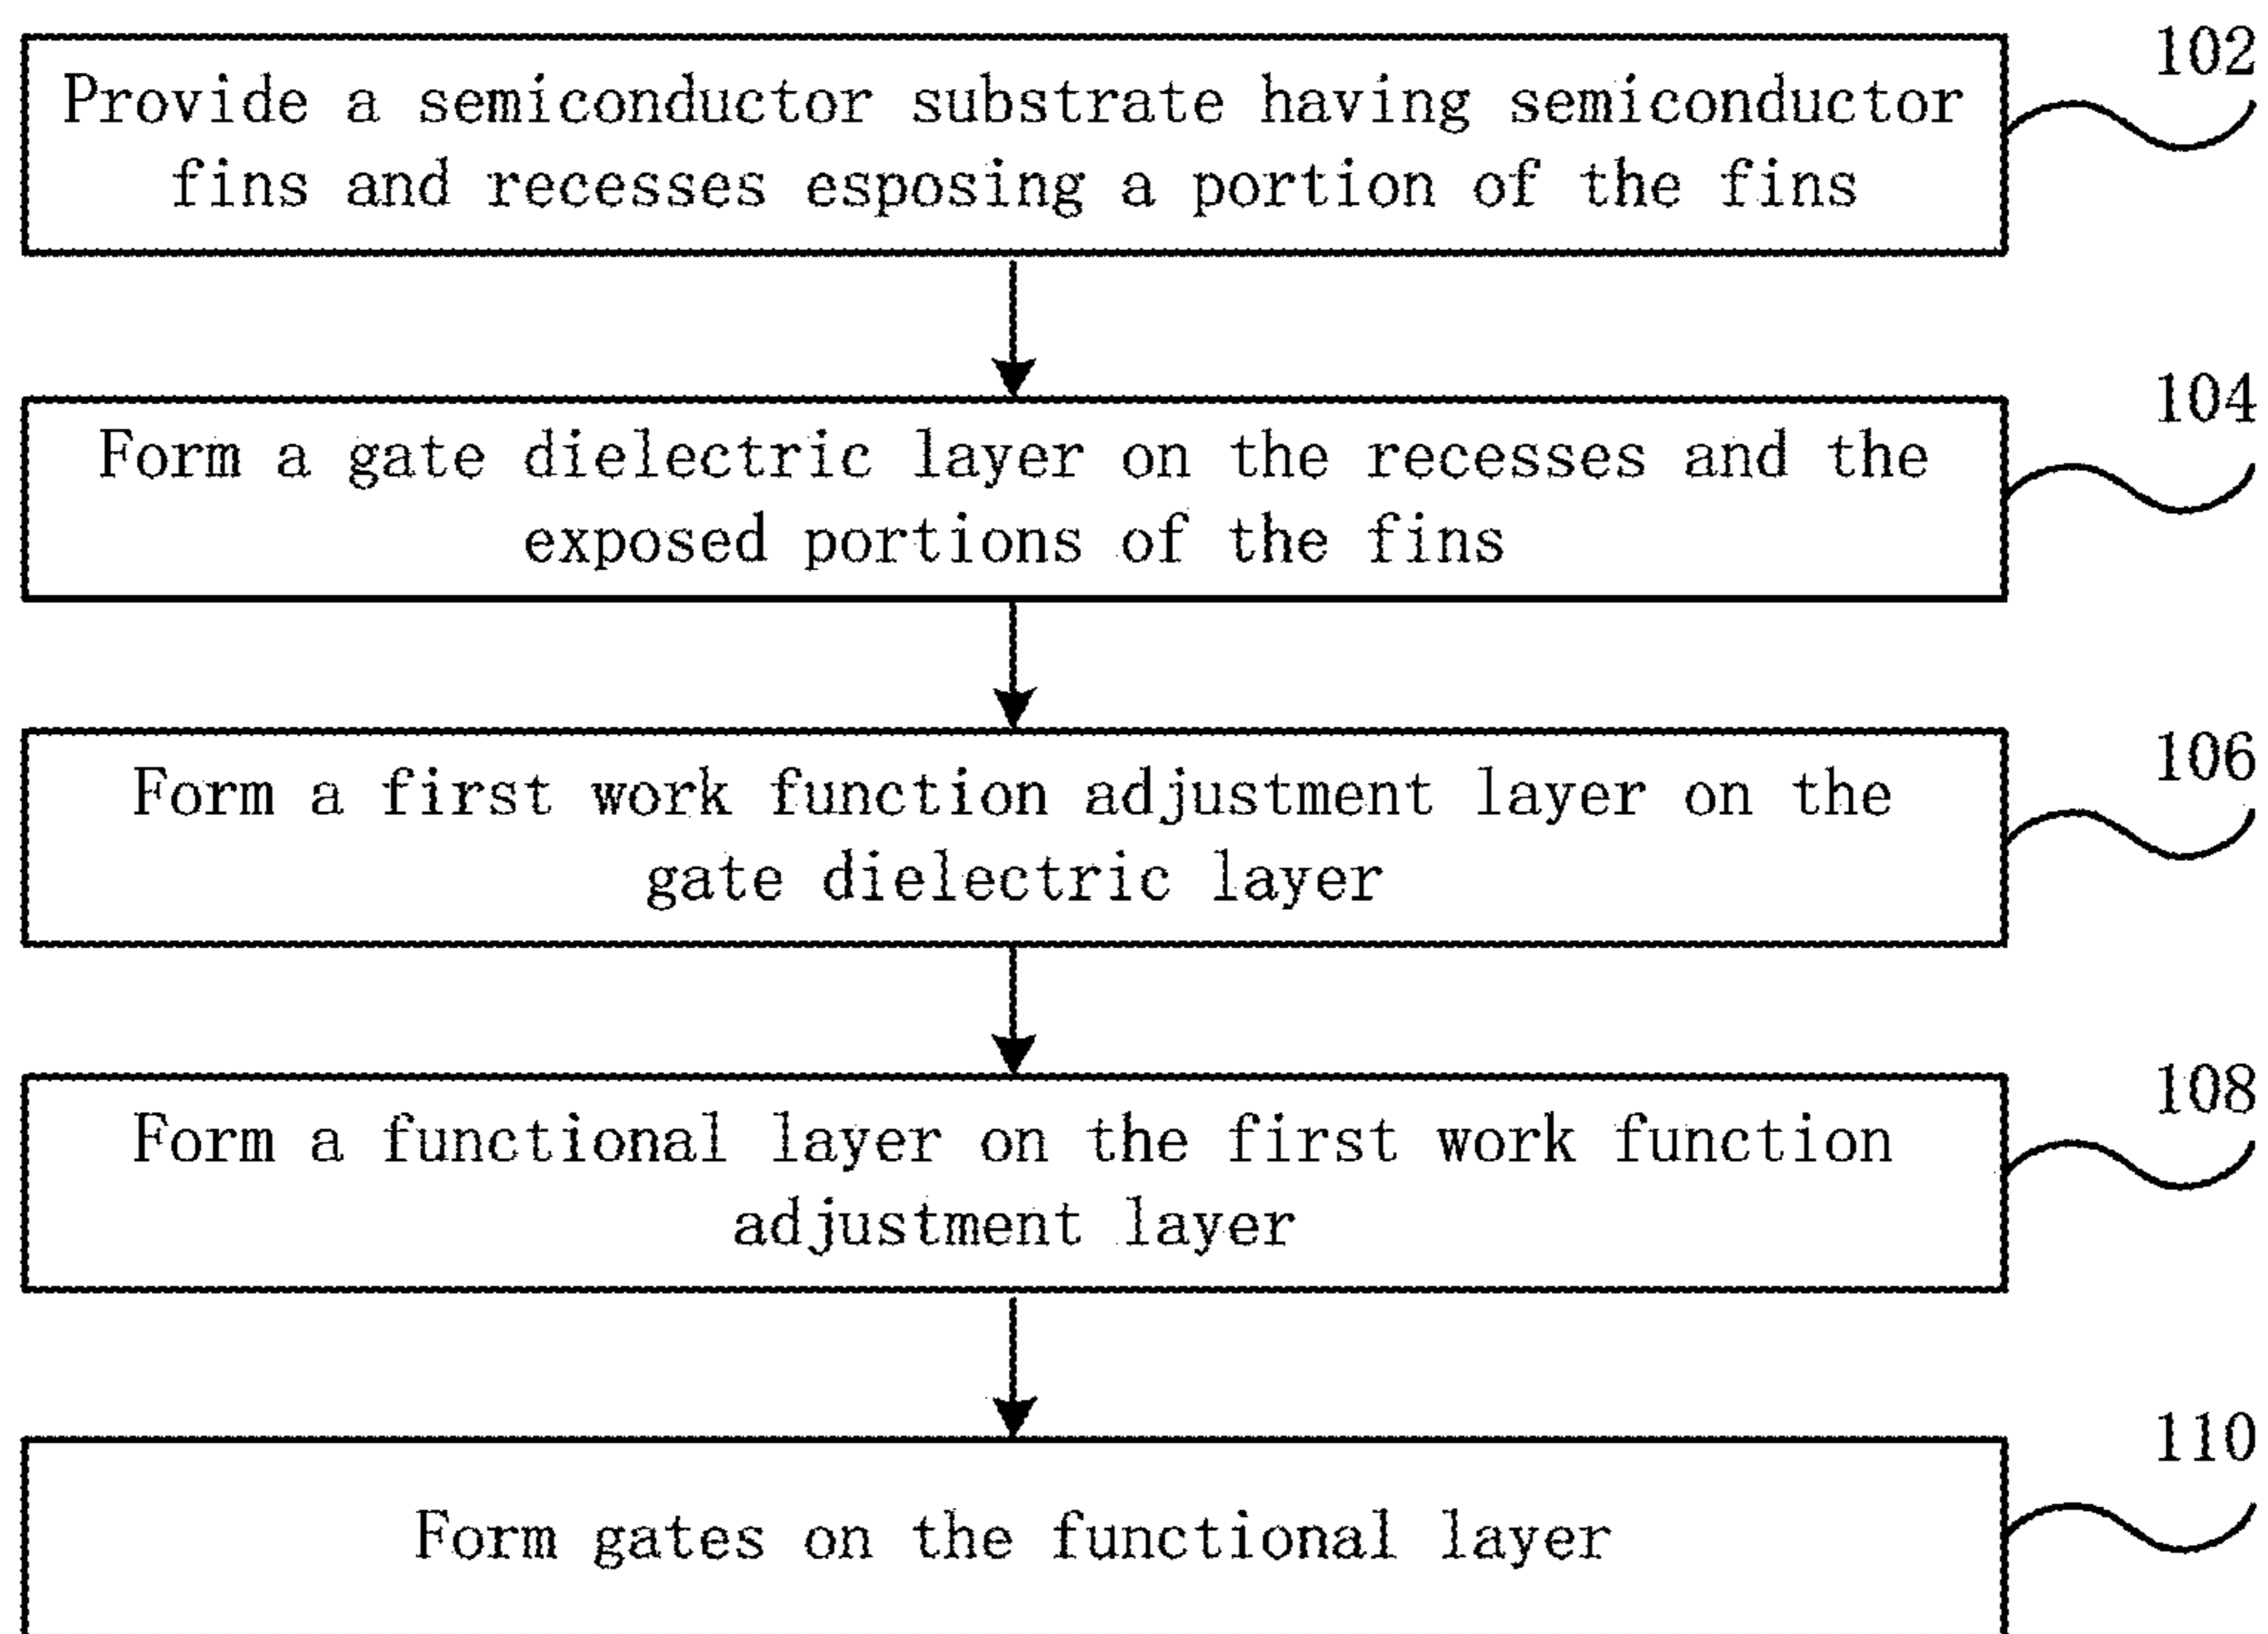 102
Provide a semiconductor substrate having semiconductor
fins and recesses esposing a portion of the fins
104
Form a gate dielectric layer on the recesses and the
exposed portions of the fins
106
Form a first work function adjustment layer on the
gate dielectric layer
108
Form a functional layer on the first work function
adjustment layer
110
Form gates on the functional layer